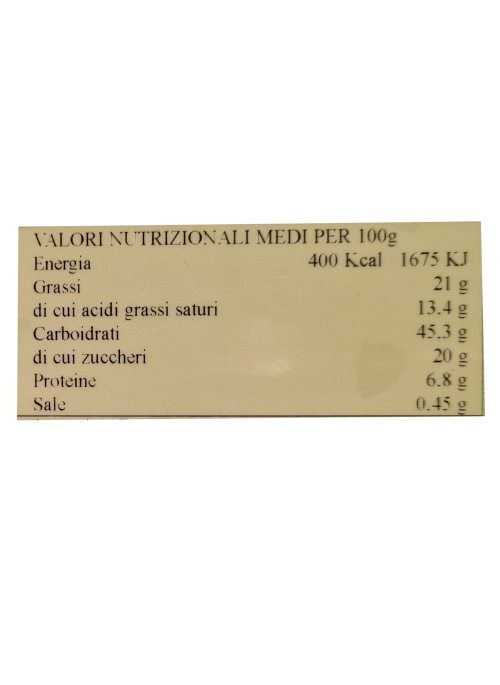 VALORI NUTRIZIONALI MEDI PER 100g
Energia 400 Kcal 1675 KJ
Grassi 21 g
di cui acidi grassi saturi 13.4 g
Carboidrati 45.3 g
di cui zuccheri 20 g
Proteine 6.8 g
Sale 0.45 g